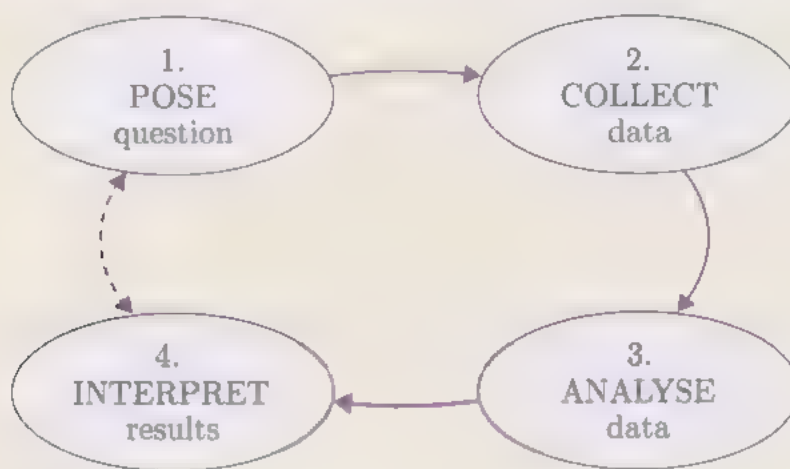 1.
POSE
question
2.
COLLECT
data
3.
ANALYSE
data
4.
INTERPRET
results